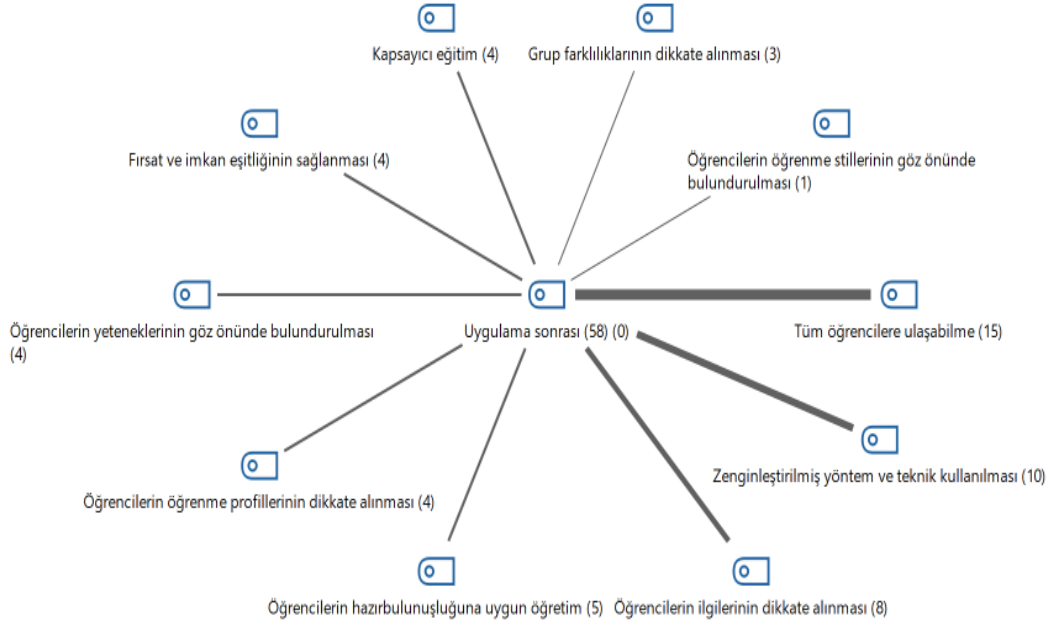 Kapsayıcı eğitim (4)
Grup farklılıklarının dikkate alınması (3)
Fırsat ve imkan eşitliğinin sağlanması (4)
Öğrencilerin öğrenme stillerinin göz önünde
bulundurulması (1)
Öğrencilerin yeteneklerinin göz önünde bulundurulması
(4)
Uygulama sonrası (58) (0)
Tüm öğrencilere ulaşabilme (15)
Öğrencilerin öğrenme profillerinin dikkate alınması (4)
Zenginleştirilmiş yöntem ve teknik kullanılması (10)
Öğrencilerin hazırbulunuşluğuna uygun öğretim (5)
Öğrencilerin ilgilerinin dikkate alınması (8)